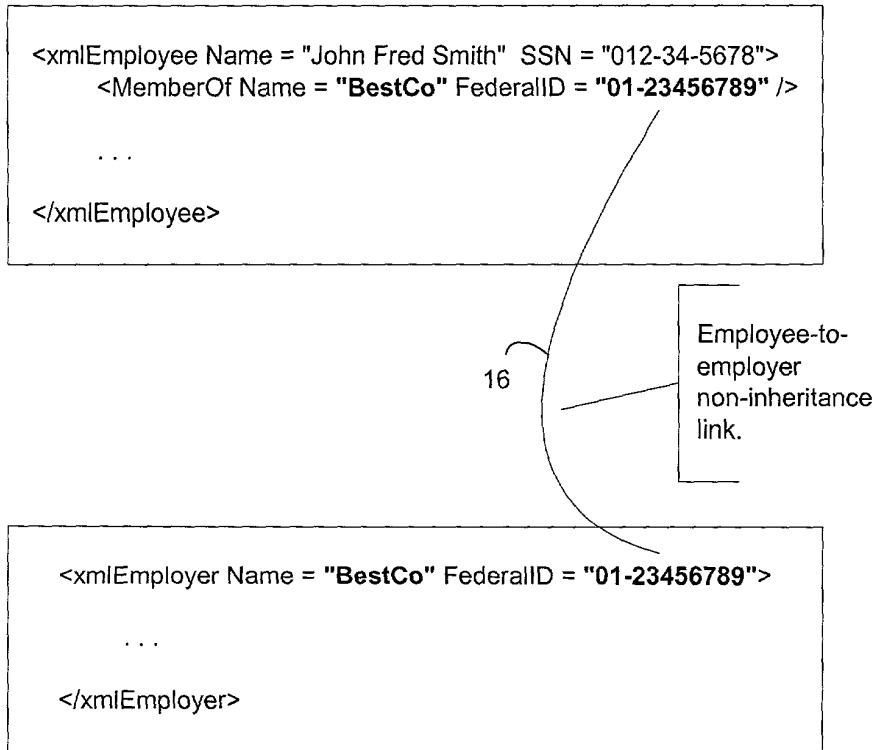 <xmlEmployee Name = "John Fred Smith" SSN = "012-34-5678">
<MemberOf Name = "BestCo" FederalID = "01-23456789" />
. . .
</xmlEmployee>
16
Employee-to-
employer
non-inheritance
link.
<xmlEmployer Name = "BestCo" FederalID = "01-23456789">
. . .
</xmlEmployer>